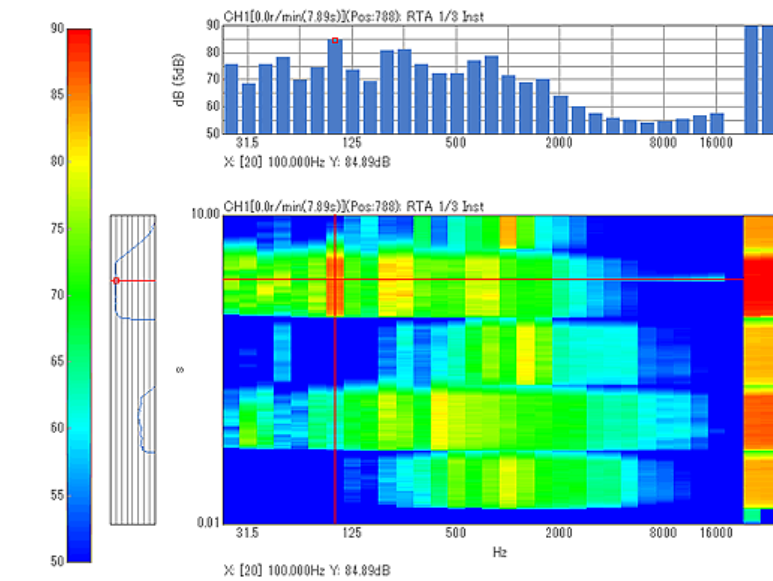 CH1[0.0r/min(7.89s)](Pos:788): RTA 1/3 Inst
90
80
70
60
50
dB (5dB)
31.5 125 500 2000 8000 16000
X: [20] 100.000Hz Y: 84.89dB
90
85
80
75
70
65
60
55
50
CH1[0.0r/min(7.89s)](Pos:788): RTA 1/3 Inst
10.00
s
0.01
31.5 125 500 2000 8000 16000
Hz
X: [20] 100.000Hz Y: 84.89dB